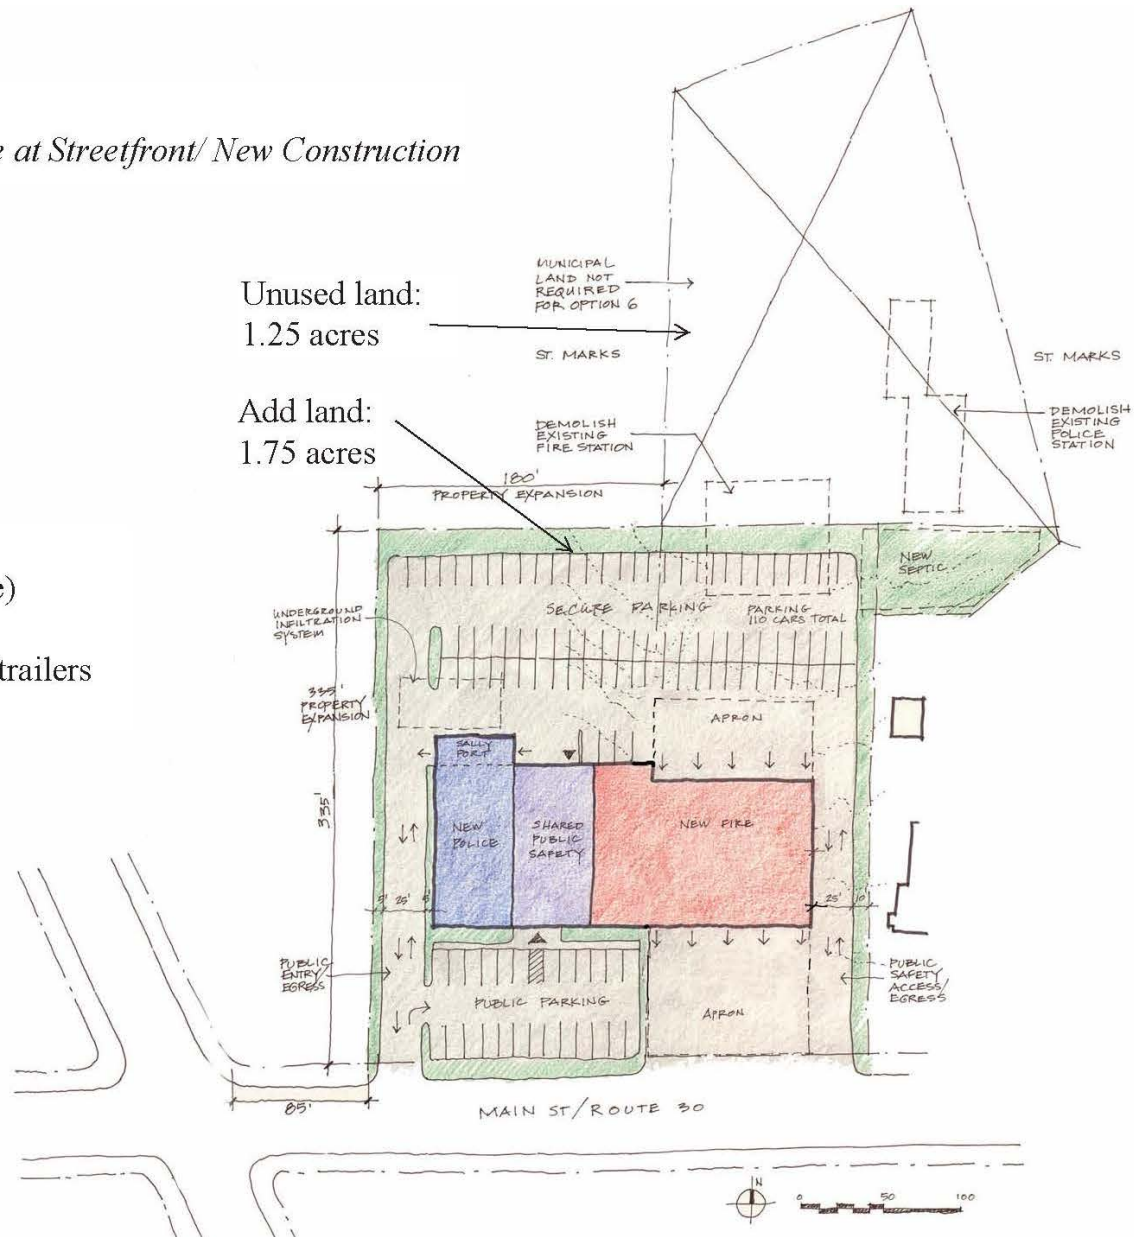 e at Streetfront/ New Construction
Unused land:
1.25 acres
MUNICIPAL
LAND NOT
REQUIRED
FOR OPTION 6
ST. MARKS
ST. MARKS
Add land:
1.75 acres
DEMOLISH
EXISTING
FIRE STATION
DEMOLISH
EXISTING
POLICE
STATION
180'
PROPERTY EXPANSION
NEW
SEPTIC
e)
trailers
UNDERGROUND
INFILTRATION
SYSTEM
SECURE PARKING
PARKING
110 CARS TOTAL
335'
PROPERTY
EXPANSION
APRON
SALLY
PORT
335'
NEW
POLICE
SHARED
PUBLIC
SAFETY
NEW FIRE
5'
25'
5'
25'
10'
PUBLIC
ENTRY/
EGRESS
PUBLIC
SAFETY
ACCESS/
EGRESS
PUBLIC PARKING
APRON
85'
MAIN ST/ROUTE 30
N
0 50 100